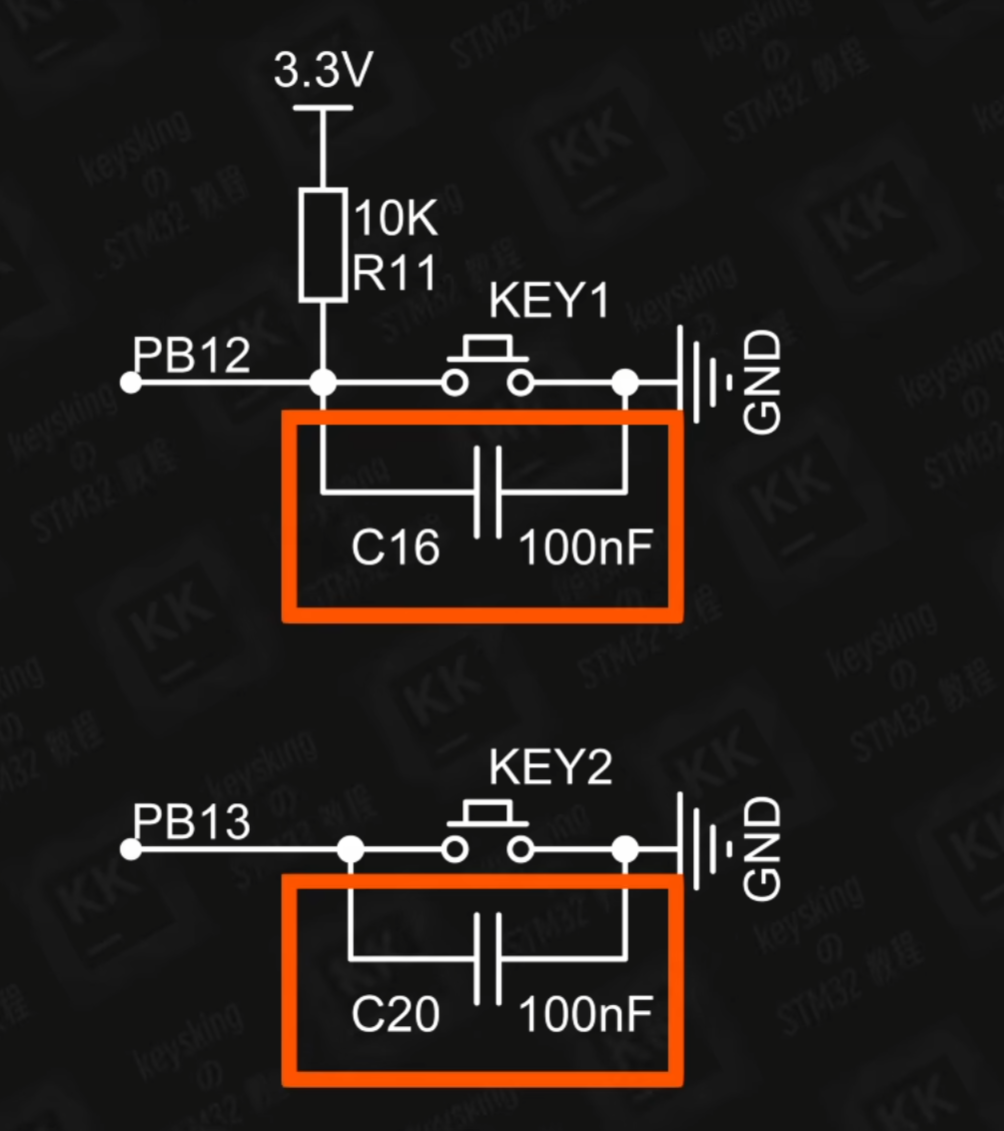 3.3V
10K
R11
KEY1
PB12
GND
C16 100nF
KEY2
PB13
GND
C20 100nF
keysking
の
STM32 教程
KK